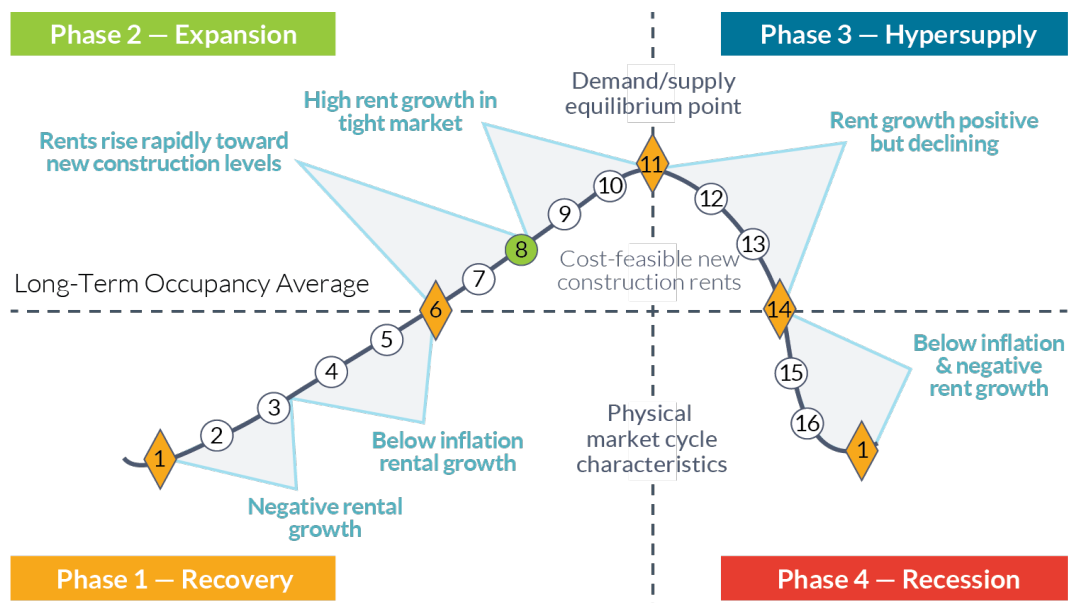 Phase 2 — Expansion
Phase 3 — Hypersupply
Demand/supply
equilibrium point
High rent growth in
tight market
Rents rise rapidly toward
new construction levels
Rent growth positive
but declining
11
10
12
9
13
8
7
Cost-feasible new
construction rents
Long-Term Occupancy Average
6
14
5
4
3
2
1
15
16
1
Below inflation
& negative
rent growth
Physical
market cycle
characteristics
Below inflation
rental growth
Negative rental
growth
Phase 1 — Recovery
Phase 4 — Recession